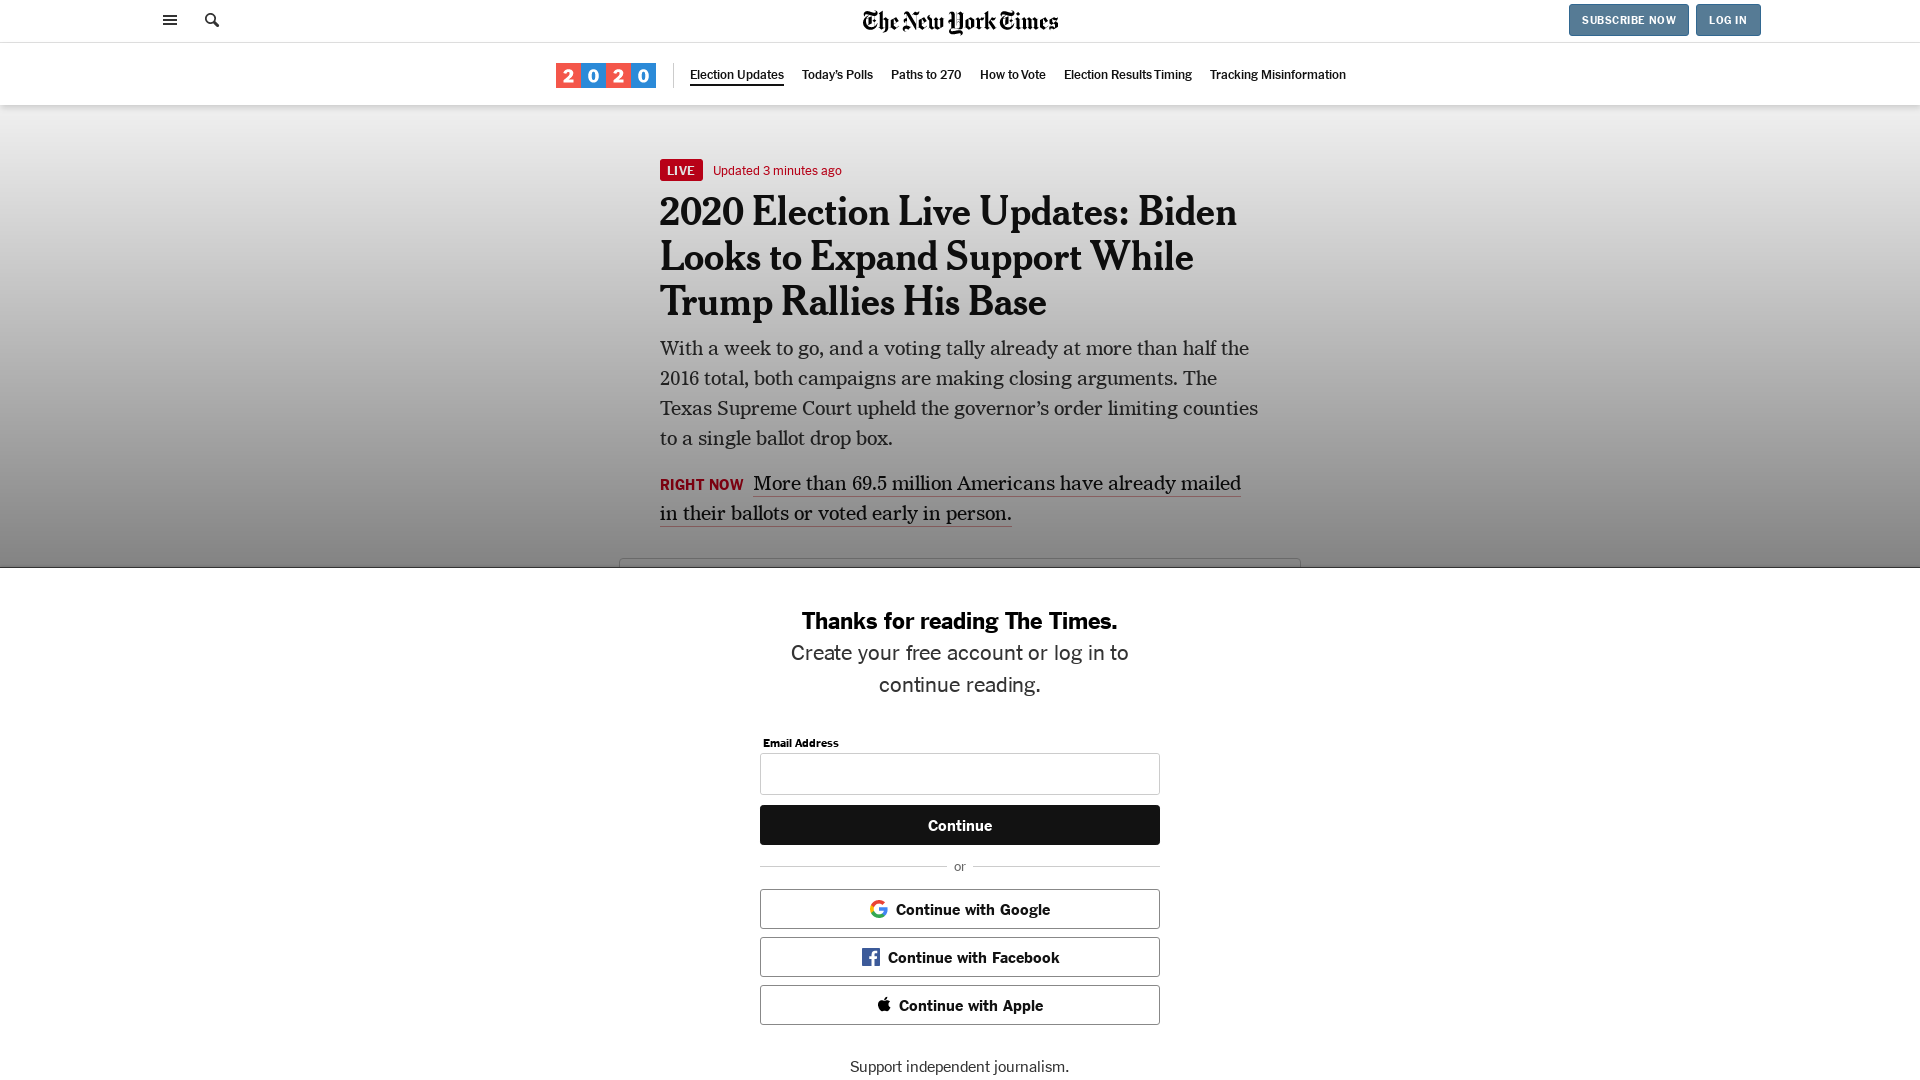 The New York Times
SUBSCRIBE NOW
LOG IN
2020
Election Updates
Today's Polls
Paths to 270
How to Vote
Election Results Timing
Tracking Misinformation
LIVE
Updated 3 minutes ago
2020 Election Live Updates: Biden
Looks to Expand Support While
Trump Rallies His Base
With a week to go, and a voting tally already at more than half the
2016 total, both campaigns are making closing arguments. The
Texas Supreme Court upheld the governor’s order limiting counties
to a single ballot drop box.
RIGHT NOW More than 69.5 million Americans have already mailed
in their ballots or voted early in person.
Thanks for reading The Times.
Create your free account or log in to
continue reading.
Email Address
Continue
or
Continue with Google
Continue with Facebook
Continue with Apple
Support independent journalism.